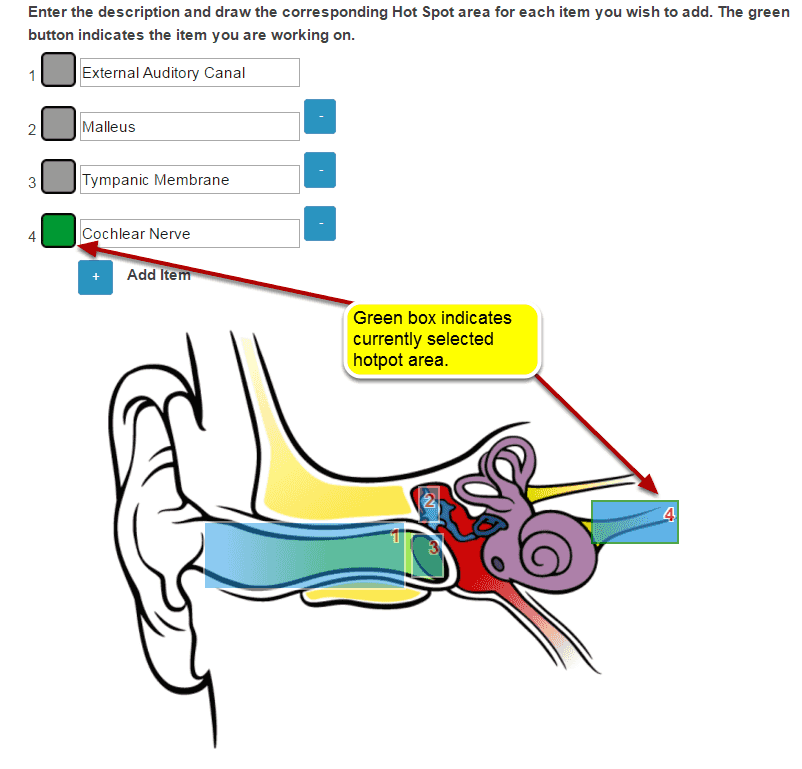 Enter the description and draw the corresponding Hot Spot area for each item you wish to add. The green
button indicates the item you are working on.
1 External Auditory Canal
2 Malleus -
3 Tympanic Membrane -
4 Cochlear Nerve -
+ Add Item
Green box indicates
currently selected
hotpot area.
2
4
1
3